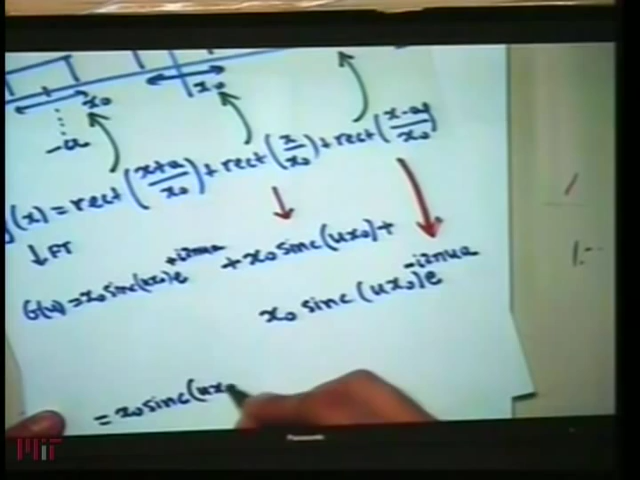 x₀ x₀
-a
g(x) = rect(x+a/x₀) + rect(x/x₀) + rect(x-a/x₀)
↓ FT
G(u) = x₀ sinc(ux₀) e^{+i2πua} + x₀ sinc(ux₀) +
x₀ sinc(ux₀) e^{-i2πua}
= x₀ sinc(ux₀
Panasonic
MIT